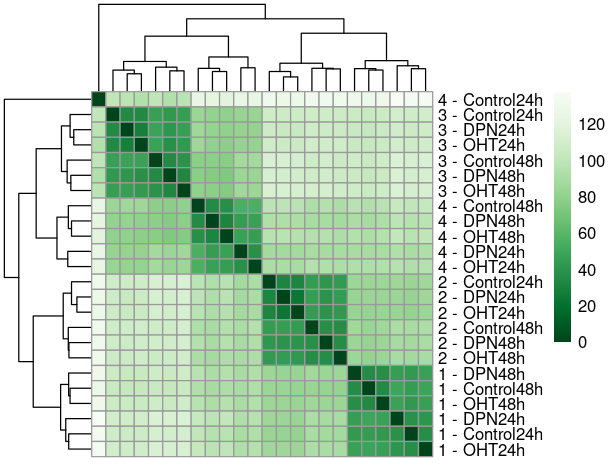 4 - Control24h
3 - Control24h
3 - DPN24h
3 - OHT24h
3 - Control48h
3 - DPN48h
3 - OHT48h
4 - Control48h
4 - DPN48h
4 - OHT48h
4 - DPN24h
4 - OHT24h
2 - Control24h
2 - DPN24h
2 - OHT24h
2 - Control48h
2 - DPN48h
2 - OHT48h
1 - DPN48h
1 - Control48h
1 - OHT48h
1 - DPN24h
1 - Control24h
1 - OHT24h
120
100
80
60
40
20
0